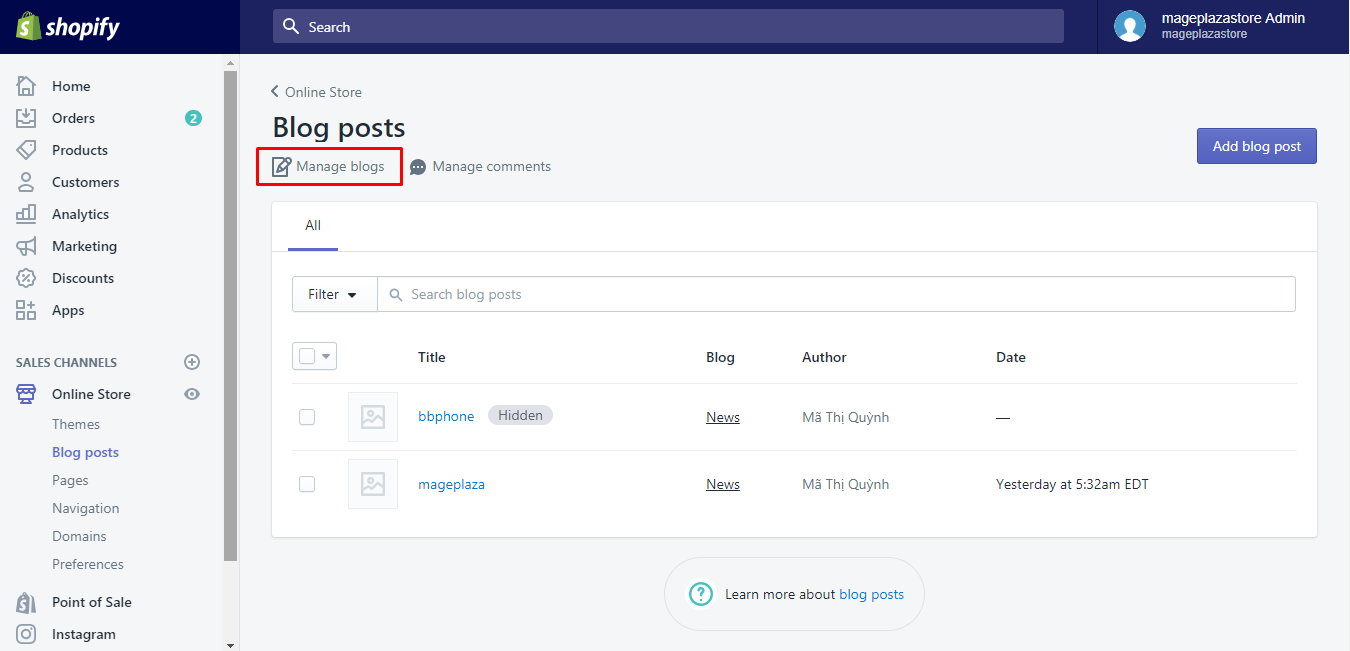 shopify
Search
mageplazastore Admin
mageplazastore
Home
Orders 2
Products
Customers
Analytics
Marketing
Discounts
Apps
SALES CHANNELS
Online Store
Themes
Blog posts
Pages
Navigation
Domains
Preferences
Point of Sale
Instagram
Online Store
Blog posts
Manage blogs Manage comments
Add blog post
All
Filter Search blog posts
Title Blog Author Date
bbphone Hidden News Mã Thị Quỳnh —
mageplaza News Mã Thị Quỳnh Yesterday at 5:32am EDT
? Learn more about blog posts